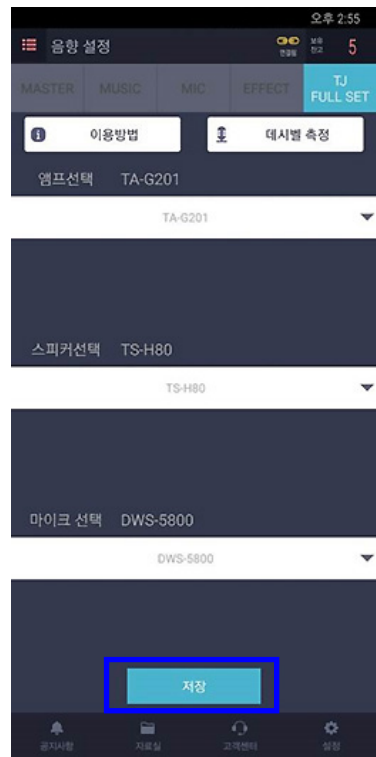 오후 2:55
음향 설정
연결됨
보유
잔고
5
MASTER MUSIC MIC EFFECT TJ
FULL SET
이용방법 데시벨 측정
앰프선택 TA-G201
TA-G201
스피커선택 TS-H80
TS-H80
마이크 선택 DWS-5800
DWS-5800
저장
공지사항 자료실 고객센터 설정